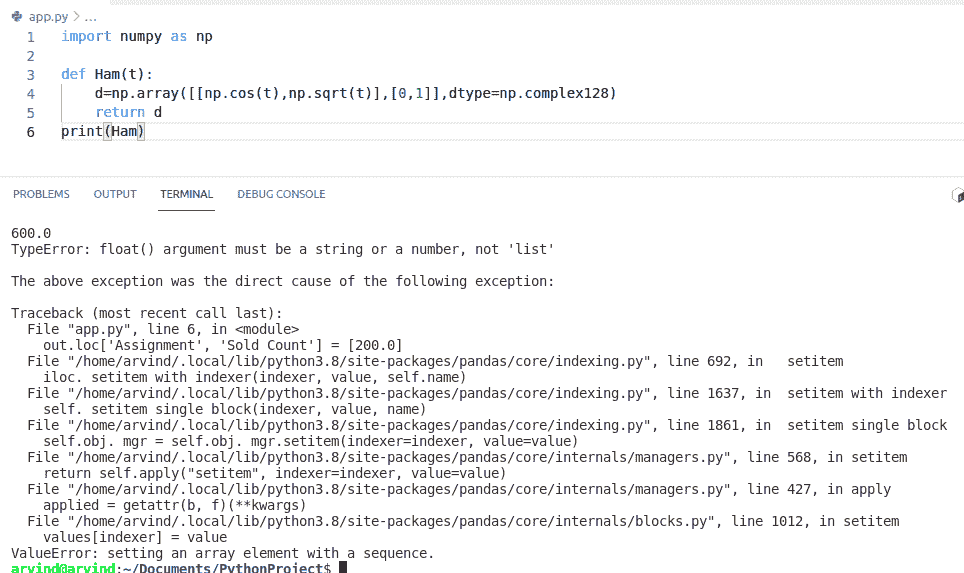 app.py > ...
1 import numpy as np
2
3 def Ham(t):
4 d=np.array([[np.cos(t),np.sqrt(t)],[0,1]],dtype=np.complex128)
5 return d
6 print(Ham)
PROBLEMS OUTPUT TERMINAL DEBUG CONSOLE
600.0
TypeError: float() argument must be a string or a number, not 'list'
The above exception was the direct cause of the following exception:
Traceback (most recent call last):
File "app.py", line 6, in <module>
out.loc['Assignment', 'Sold Count'] = [200.0]
File "/home/arvind/.local/lib/python3.8/site-packages/pandas/core/indexing.py", line 692, in   setitem
iloc. setitem with indexer(indexer, value, self.name)
File "/home/arvind/.local/lib/python3.8/site-packages/pandas/core/indexing.py", line 1637, in  setitem with indexer
self. setitem single block(indexer, value, name)
File "/home/arvind/.local/lib/python3.8/site-packages/pandas/core/indexing.py", line 1861, in  setitem single block
self.obj. mgr = self.obj. mgr.setitem(indexer=indexer, value=value)
File "/home/arvind/.local/lib/python3.8/site-packages/pandas/core/internals/managers.py", line 568, in setitem
return self.apply("setitem", indexer=indexer, value=value)
File "/home/arvind/.local/lib/python3.8/site-packages/pandas/core/internals/managers.py", line 427, in apply
applied = getattr(b, f)(**kwargs)
File "/home/arvind/.local/lib/python3.8/site-packages/pandas/core/internals/blocks.py", line 1012, in setitem
values[indexer] = value
ValueError: setting an array element with a sequence.
arvind@arvind:~/Documents/PythonProject$